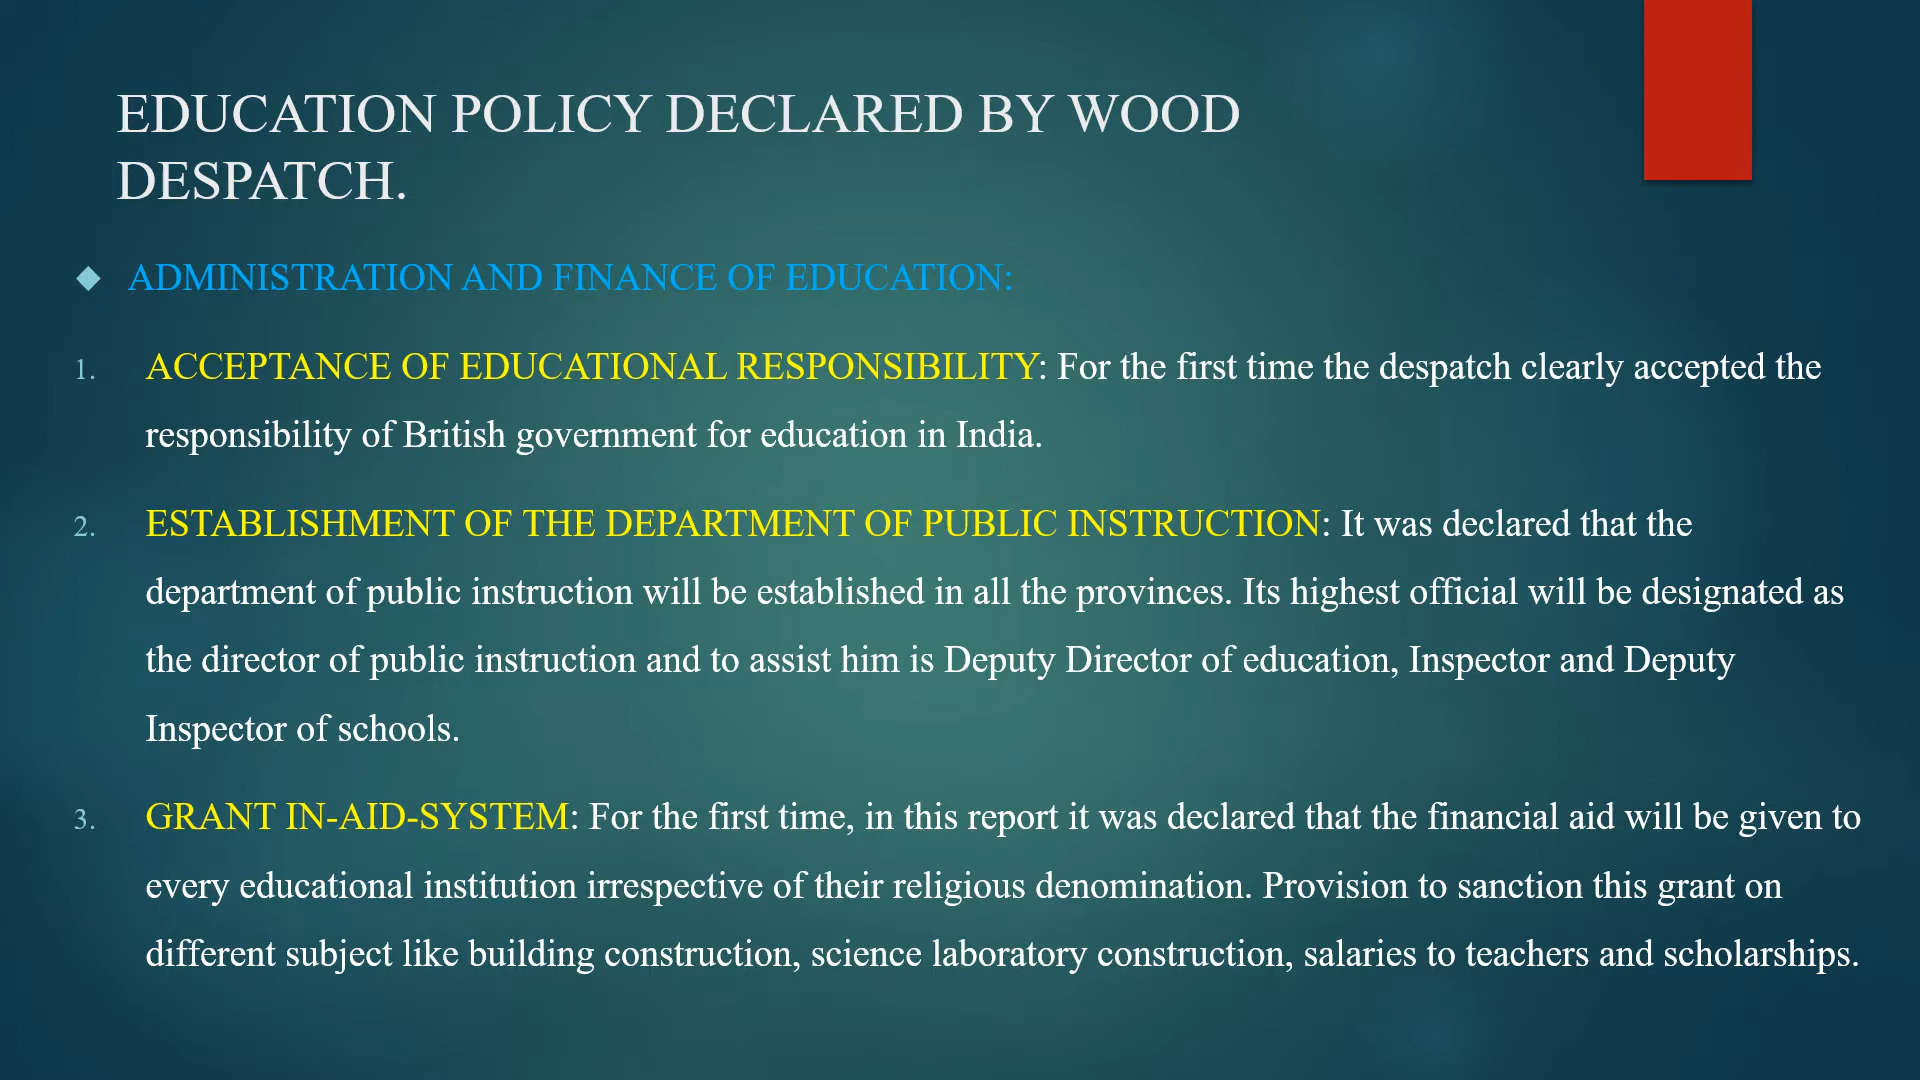 EDUCATION POLICY DECLARED BY WOOD
DESPATCH.
◆ ADMINISTRATION AND FINANCE OF EDUCATION:
1. ACCEPTANCE OF EDUCATIONAL RESPONSIBILITY: For the first time the despatch clearly accepted the
responsibility of British government for education in India.
2. ESTABLISHMENT OF THE DEPARTMENT OF PUBLIC INSTRUCTION: It was declared that the
department of public instruction will be established in all the provinces. Its highest official will be designated as
the director of public instruction and to assist him is Deputy Director of education, Inspector and Deputy
Inspector of schools.
3. GRANT IN-AID-SYSTEM: For the first time, in this report it was declared that the financial aid will be given to
every educational institution irrespective of their religious denomination. Provision to sanction this grant on
different subject like building construction, science laboratory construction, salaries to teachers and scholarships.